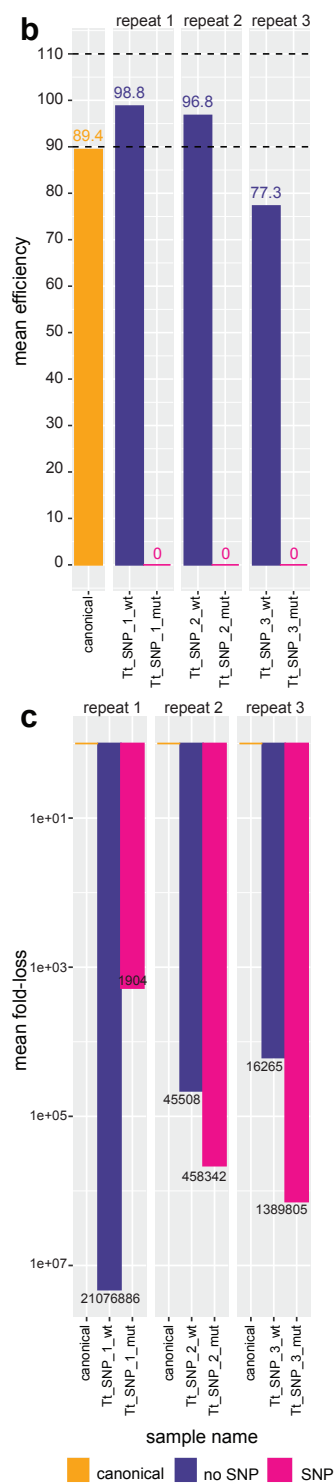 b
repeat 1 repeat 2 repeat 3
mean efficiency
110
100
90
80
70
60
50
40
30
20
10
0
89.4
98.8
0
96.8
0
77.3
0
canonical
Tt_SNP_1_wt
Tt_SNP_1_mut
Tt_SNP_2_wt
Tt_SNP_2_mut
Tt_SNP_3_wt
Tt_SNP_3_mut
c
repeat 1 repeat 2 repeat 3
mean fold-loss
1e+01
1e+03
1e+05
1e+07
21076886
1904
45508
458342
16265
1389805
canonical
Tt_SNP_1_wt
Tt_SNP_1_mut
canonical
Tt_SNP_2_wt
Tt_SNP_2_mut
canonical
Tt_SNP_3_wt
Tt_SNP_3_mut
sample name
canonical no SNP SNP